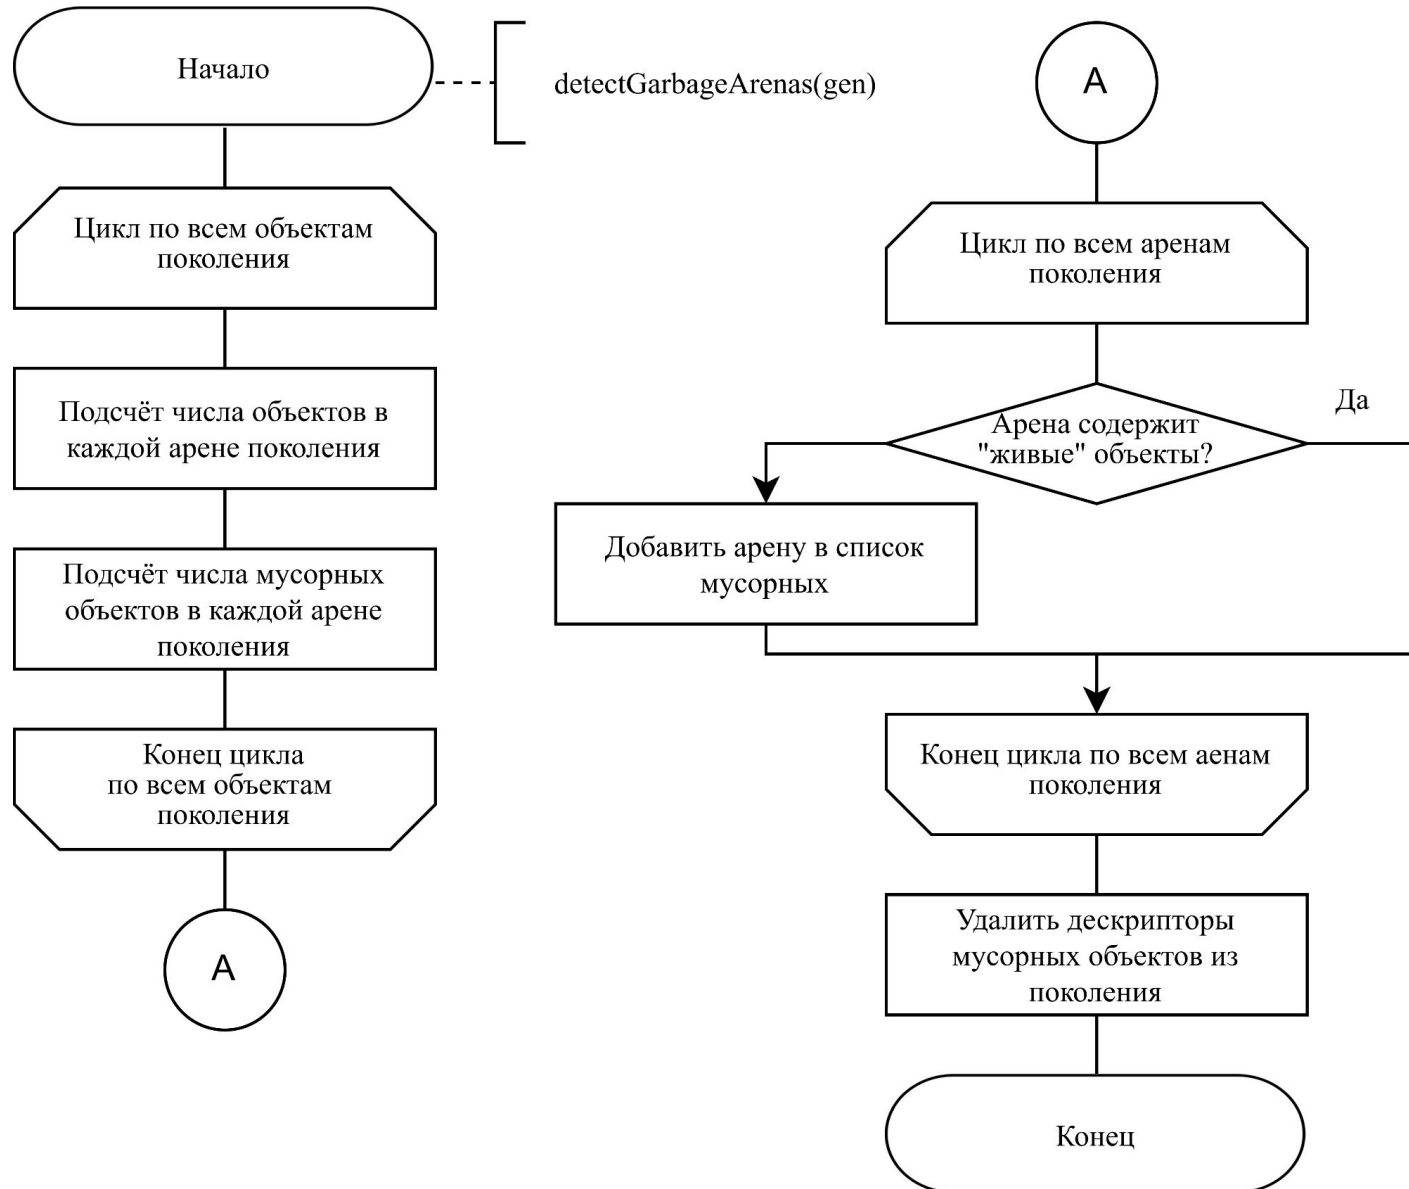 Начало
detectGarbageArenas(gen)
Цикл по всем объектам
поколения
Подсчёт числа объектов в
каждой арене поколения
Подсчёт числа мусорных
объектов в каждой арене
поколения
Конец цикла
по всем объектам
поколения
А
А
Цикл по всем аренам
поколения
Арена содержит
"живые" объекты?
Да
Добавить арену в список
мусорных
Конец цикла по всем аенам
поколения
Удалить дескрипторы
мусорных объектов из
поколения
Конец